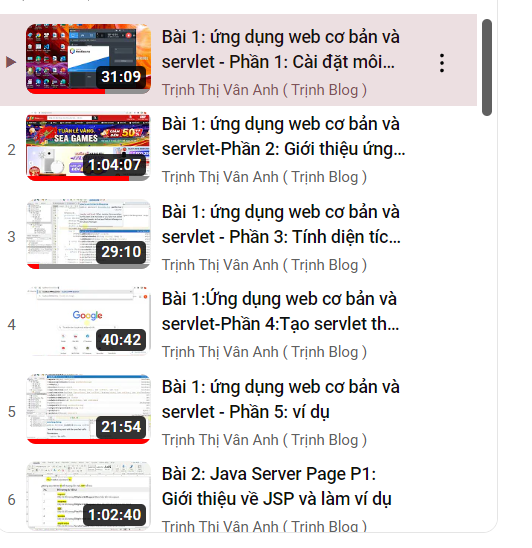 Bài 1: ứng dụng web cơ bản và
servlet - Phần 1: Cài đặt môi...
31:09
Trịnh Thị Vân Anh ( Trịnh Blog )
2
TUẦN LỄ VÀNG
SEA GAMES
50%
1:04:07
Bài 1: ứng dụng web cơ bản và
servlet-Phần 2: Giới thiệu ứng...
Trịnh Thị Vân Anh ( Trịnh Blog )
3
29:10
Bài 1: ứng dụng web cơ bản và
servlet - Phần 3: Tính diện tíc...
Trịnh Thị Vân Anh ( Trịnh Blog )
4
Google
40:42
Bài 1:Ứng dụng web cơ bản và
servlet-Phần 4:Tạo servlet th...
Trịnh Thị Vân Anh ( Trịnh Blog )
5
21:54
Bài 1: ứng dụng web cơ bản và
servlet - Phần 5: ví dụ
Trịnh Thị Vân Anh ( Trịnh Blog )
6
1:02:40
Bài 2: Java Server Page P1:
Giới thiệu về JSP và làm ví dụ
Trịnh Thị Vân Anh ( Trịnh Blog )